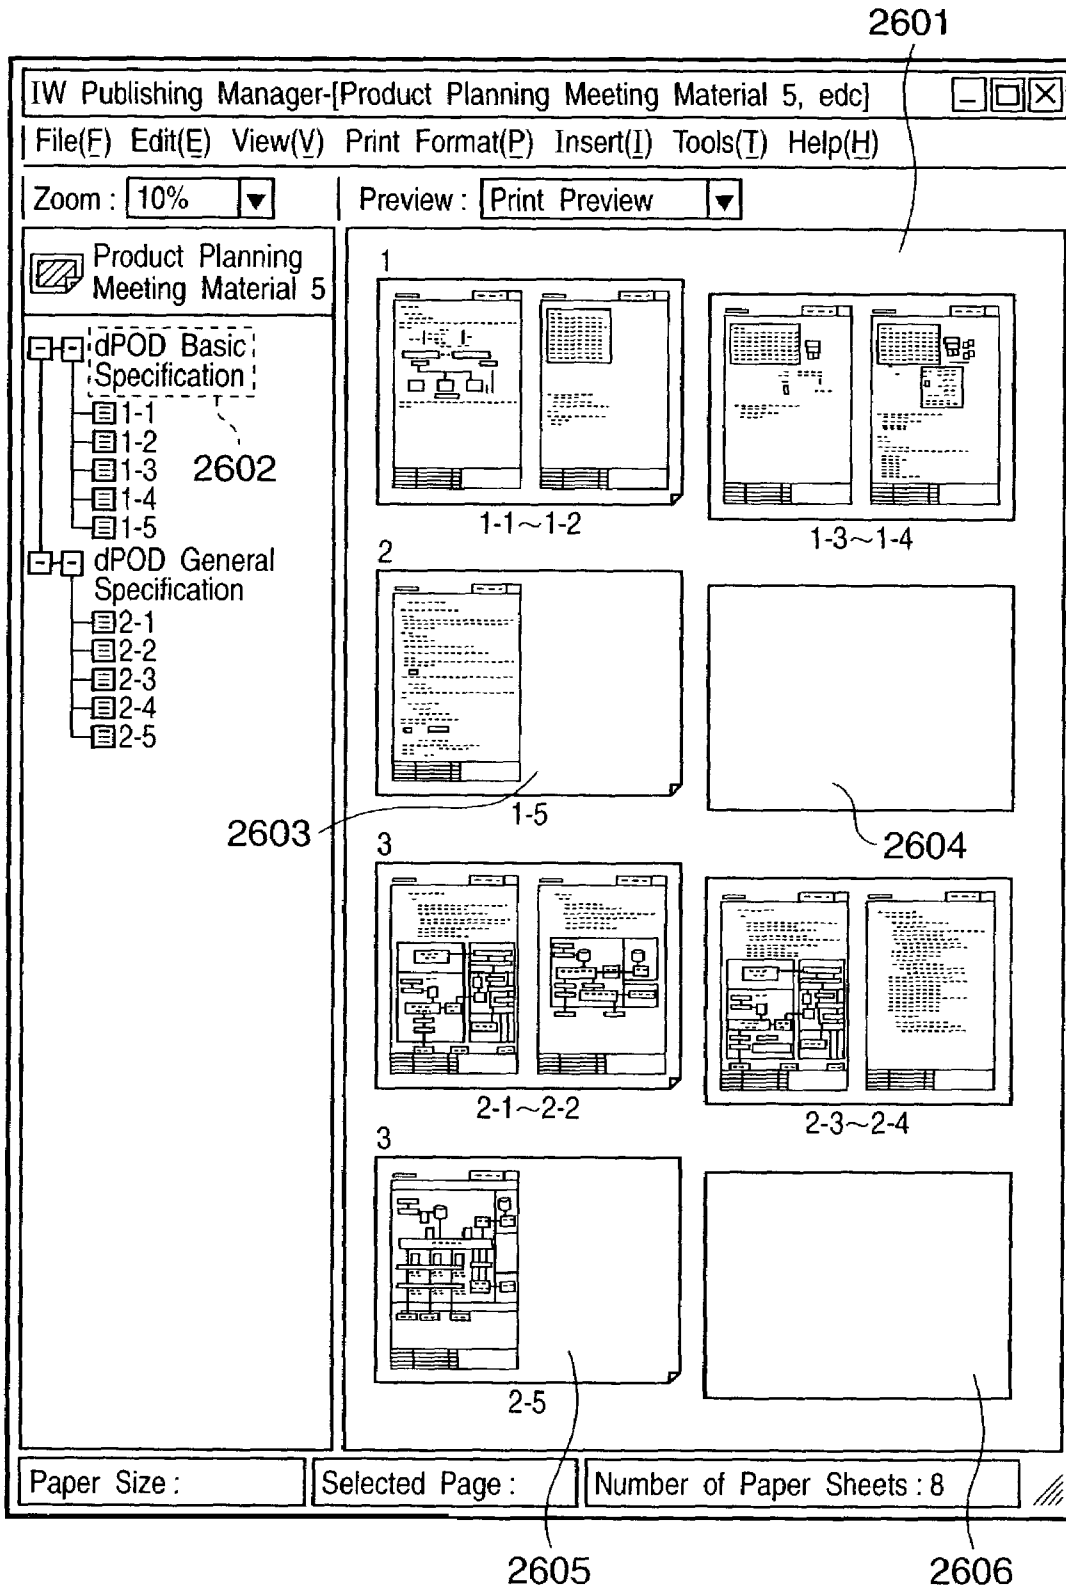 2601
IW Publishing Manager-[Product Planning Meeting Material 5, edc]
File(F) Edit(E) View(V) Print Format(P) Insert(I) Tools(T) Help(H)
Zoom : 10% Preview : Print Preview
Product Planning
Meeting Material 5
dPOD Basic
Specification
1-1
1-2
1-3
1-4
1-5
2602
dPOD General
Specification
2-1
2-2
2-3
2-4
2-5
1
1-1~1-2
1-3~1-4
2
1-5
2603
2604
3
2-1~2-2
2-3~2-4
3
2-5
Paper Size :
Selected Page :
Number of Paper Sheets : 8
2605
2606